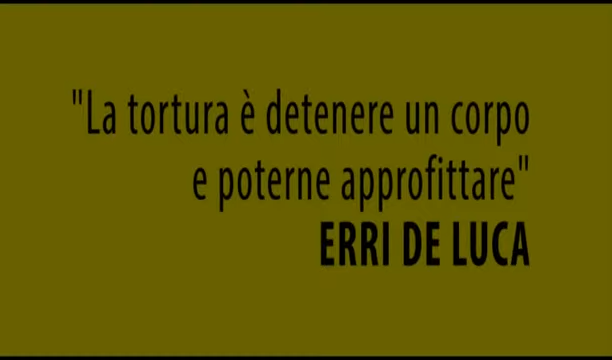 "La tortura è detenere un corpo
e poterne approfittare"
ERRI DE LUCA